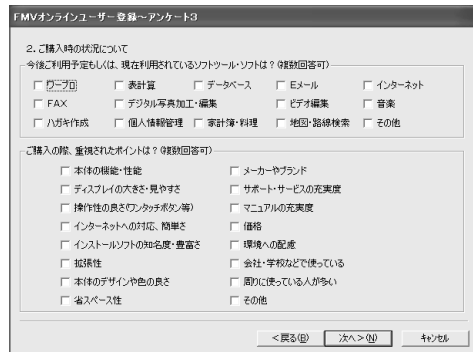 FMVオンラインユーザー登録～アンケート3
2. ご購入時の状況について
今後ご利用予定もしくは、現在利用されているソフトツール・ソフトは？(複数回答可)
ワープロ 表計算 データベース Eメール インターネット
FAX デジタル写真加工・編集 ビデオ編集 音楽
ハガキ作成 個人情報管理 家計簿・料理 地図・路線検索 その他
ご購入の際、重視されたポイントは？(複数回答可)
本体の機能・性能 メーカーやブランド
ディスプレイの大きさ・見やすさ サポート・サービスの充実度
操作性の良さ(ワンタッチボタン等) マニュアルの充実度
インターネットへの対応、簡単さ 価格
インストールソフトの知名度・豊富さ 環境への配慮
拡張性 会社・学校などで使っている
本体のデザインや色の良さ 周りに使っている人が多い
省スペース性 その他
<戻る(B) 次へ>(N) キャンセル